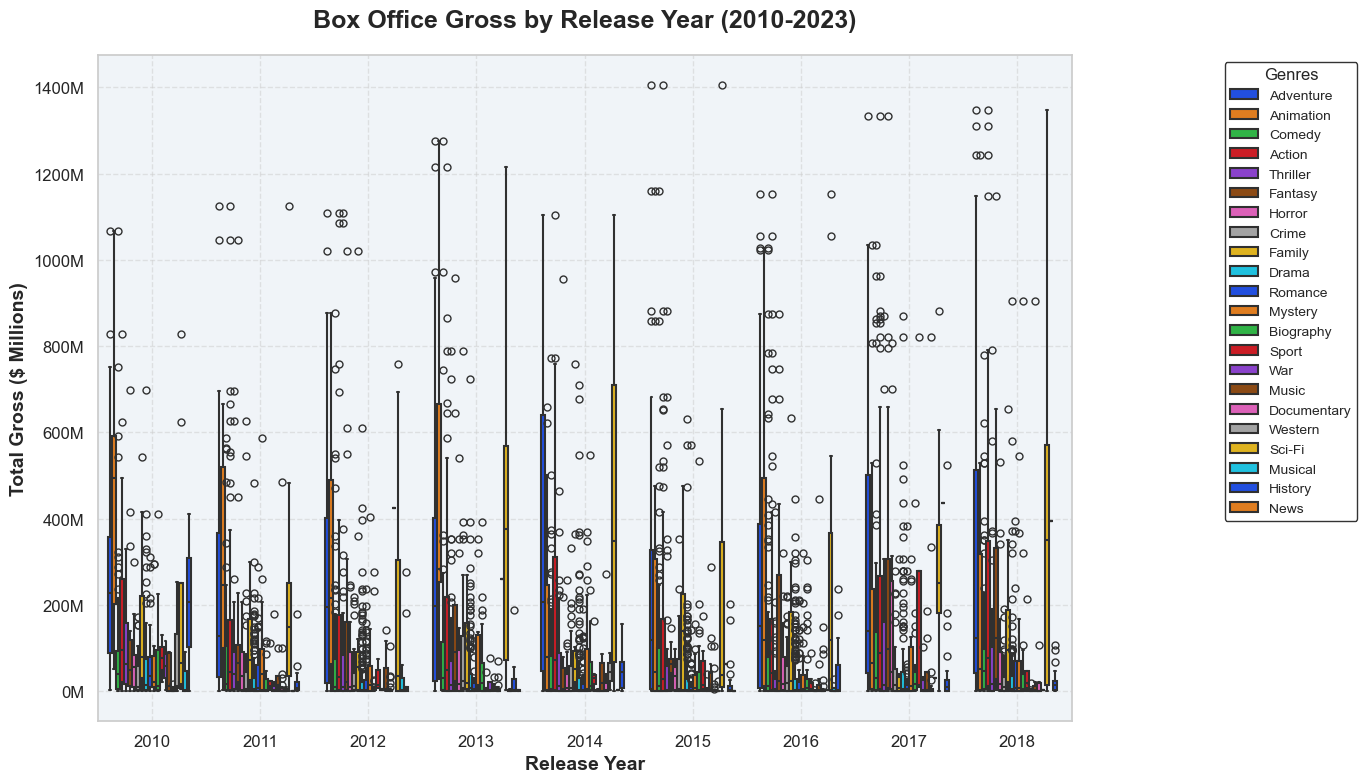 Box Office Gross by Release Year (2010-2023)
Total Gross ($ Millions)
1400M
1200M
1000M
800M
600M
400M
200M
0M
2010
2011
2012
2013
2014
2015
2016
2017
2018
Release Year
Genres
Adventure
Animation
Comedy
Action
Thriller
Fantasy
Horror
Crime
Family
Drama
Romance
Mystery
Biography
Sport
War
Music
Documentary
Western
Sci-Fi
Musical
History
News